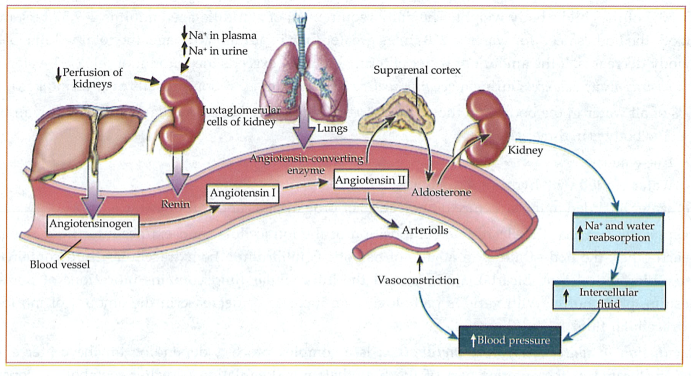 ↓Na⁺ in plasma
↑Na⁺ in urine
↓Perfusion of
kidneys
Juxtaglomerular
cells of kidney
Lungs
Suprarenal cortex
Kidney
Angiotensin-converting
enzyme
Renin
Angiotensinogen
Angiotensin I
Angiotensin II
Aldosterone
Blood vessel
Arteriolls
Vasoconstriction
↑ Na⁺ and water
reabsorption
↑ Intercellular
fluid
↑Blood pressure